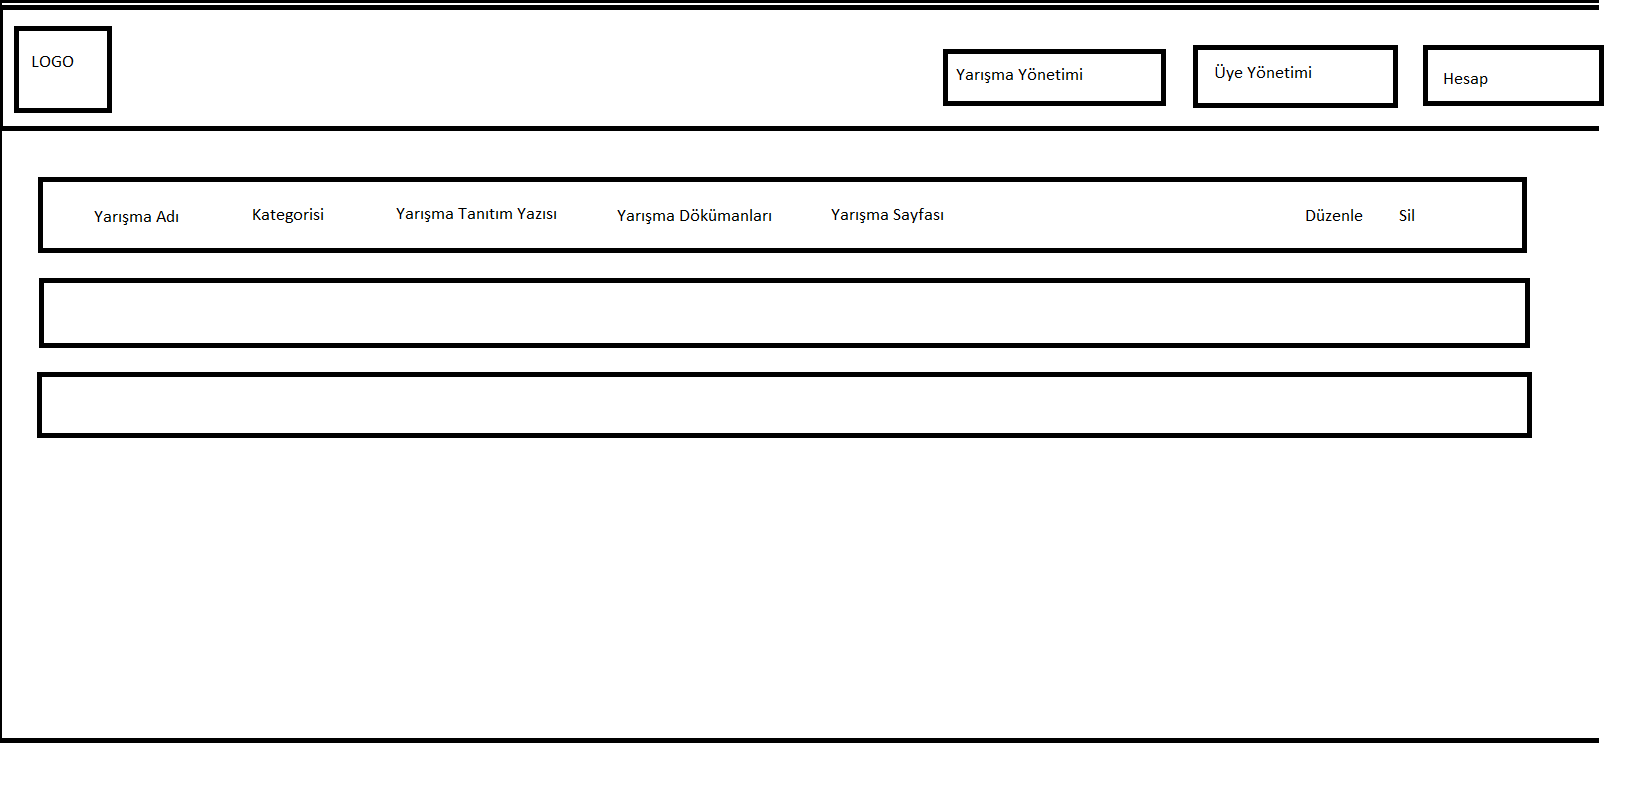 LOGO
Yarışma Yönetimi
Üye Yönetimi
Hesap
Yarışma Adı
Kategorisi
Yarışma Tanıtım Yazısı
Yarışma Dökümanları
Yarışma Sayfası
Düzenle
Sil